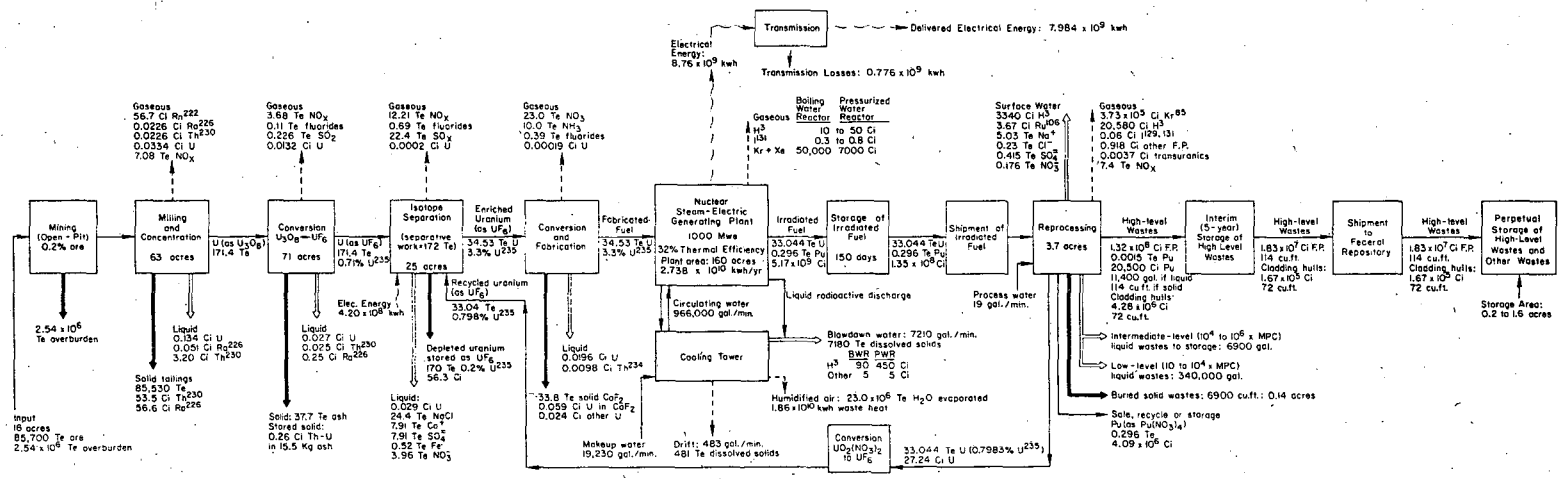 Transmission
Delivered Electrical Energy: 7.984 x 10⁹ kwh
Electrical
Energy:
8.76 x 10⁹ kwh
Transmission Losses: 0.776 x 10⁹ kwh
Gaseous
56.7 Ci Rn²²²
0.0226 Ci Ra²²⁶
0.0226 Ci Th²³⁰
0.0334 Ci U
7.08 Te NOₓ
Gaseous
3.68 Te NOₓ
0.11 Te fluorides
0.226 Te SO₂
0.0132 Ci U
Gaseous
12.21 Te NOₓ
0.69 Te fluorides
22.4 Te SOₓ
0.0002 Ci U
Gaseous
23.0 Te NO₃
10.0 Te NH₃
0.39 Te fluorides
0.00019 Ci U
Boiling Pressurized
Water Water
Gaseous Reactor Reactor
H³ 10 to 50 Ci
I¹³¹ 0.3 to 0.8 Ci
Kr + Xe 50,000 7000 Ci
Surface Water
3340 Ci H³
3.67 Ci Ru¹⁰⁶
5.03 Te Na⁺
0.23 Te Cl⁻
0.415 Te SO₄⁼
0.176 Te NO₃⁻
Gaseous
3.73 x 10⁵ Ci Kr⁸⁵
20,580 Ci H³
0.06 Ci I¹²⁹,¹³¹
0.918 Ci other F.P.
0.0037 Ci transuranics
7.4 Te NOₓ
Mining
(Open-Pit)
0.2% ore
Milling
and
Concentration
63 acres
U (as U₃O₈)
171.4 Te
Conversion
U₃O₈—UF₆
71 acres
U (as UF₆)
171.4 Te
0.71% U²³⁵
Isotope
Separation
(separative
work=172 Te)
25 acres
Enriched
Uranium
(as UF₆)
34.53 Te U
3.3% U²³⁵
Conversion
and
Fabrication
Fabricated
Fuel
34.53 Te U
3.3% U²³⁵
Nuclear
Steam-Electric
Generating Plant
1000 Mwe
32% Thermal Efficiency
Plant area: 160 acres
2.738 x 10¹⁰ kwh/yr
Irradiated
Fuel
33.044 Te U
0.296 Te Pu
5.17 x 10⁹ Ci
Storage of
Irradiated Fuel
150 days
33.044 Te U
0.296 Te Pu
1.35 x 10⁸ Ci
Shipment of
Irradiated Fuel
Reprocessing
3.7 acres
High-level
Wastes
1.32 x 10⁸ Ci F.P.
0.0015 Te Pu
20,500 Ci Pu
11,400 gal. if liquid
114 cu.ft. if solid
Cladding hulls:
4.28 x 10⁶ Ci
72 cu.ft.
Interim
(5-year)
Storage of
High Level
Wastes
High-level
Wastes
1.83 x 10⁷ Ci F.P.
114 cu.ft.
Cladding hulls:
1.67 x 10⁵ Ci
72 cu.ft.
Shipment
to
Federal
Repository
High-level
Wastes
1.83 x 10⁷ Ci F.P.
114 cu.ft.
Cladding hulls:
1.67 x 10⁵ Ci
72 cu.ft.
Perpetual
Storage of
High-Level
Wastes and
Other Wastes
Storage Area:
0.2 to 1.6 acres
Elec. Energy
4.20 x 10⁸ kwh
Recycled uranium
(as UF₆)
33.04 Te
0.798% U²³⁵
Circulating water
966,000 gal./min.
Liquid radioactive discharge
Process water
19 gal./min.
2.54 x 10⁶
Te overburden
Liquid
0.134 Ci U
0.051 Ci Ra²²⁶
3.20 Ci Th²³⁰
Liquid
0.027 Ci U
0.025 Ci Th²³⁰
0.25 Ci Ra²²⁶
Depleted uranium
stored as UF₆
170 Te 0.2% U²³⁵
56.3 Ci
Liquid
0.0196 Ci U
0.0098 Ci Th²³⁴
Cooling Tower
Blowdown water: 7210 gal./min.
7180 Te dissolved solids
BWR PWR
H³ 90 450 Ci
Other 5 5 Ci
Intermediate-level (10⁴ to 10⁶ x MPC)
liquid wastes to storage: 6900 gal.
Low-level (10 to 10⁴ x MPC)
liquid wastes: 340,000 gal.
Buried solid wastes: 6900 cu.ft.: 0.14 acres
Sale, recycle or storage
Pu(as Pu(NO₃)₄)
0.296 Te
4.09 x 10⁶ Ci
Solid tailings
85,530 Te
53.5 Ci Th²³⁰
56.6 Ci Ra²²⁶
Solid: 37.7 Te ash
Stored solid:
0.26 Ci Th-U
in 15.5 Kg ash
Liquid:
0.029 Ci U
24.4 Te NaCl
7.91 Te Ca⁺
7.91 Te SO₄⁼
0.52 Te Fe
3.96 Te NO₃⁻
33.8 Te solid CaF₂
0.059 Ci U in CaF₂
0.024 Ci other U
Humidified air: 23.0 x 10⁶ Te H₂O evaporated
1.86 x 10¹⁰ kwh waste heat
Makeup water
19,230 gal./min.
Drift: 483 gal./min.
481 Te dissolved solids
Conversion
UO₂(NO₃)₂
to UF₆
33.044 Te U (0.7983% U²³⁵)
27.24 Ci U
Input
16 acres
85,700 Te ore
2.54 x 10⁶ Te overburden